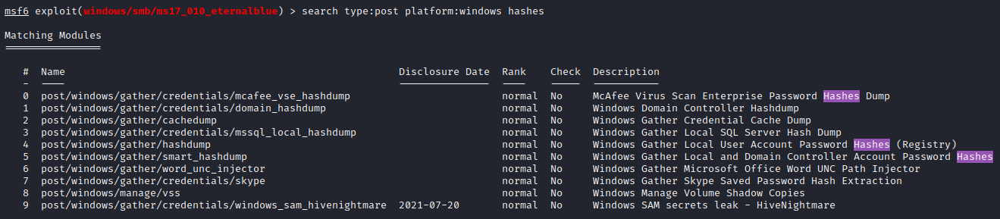 msf6 exploit(windows/smb/ms17_010_eternalblue) > search type:post platform:windows hashes
Matching Modules
================
# Name Disclosure Date Rank Check Description
- ---- --------------- ---- ----- -----------
0 post/windows/gather/credentials/mcafee_vse_hashdump normal No McAfee Virus Scan Enterprise Password Hashes Dump
1 post/windows/gather/credentials/domain_hashdump normal No Windows Domain Controller Hashdump
2 post/windows/gather/cachedump normal No Windows Gather Credential Cache Dump
3 post/windows/gather/credentials/mssql_local_hashdump normal No Windows Gather Local SQL Server Hash Dump
4 post/windows/gather/hashdump normal No Windows Gather Local User Account Password Hashes (Registry)
5 post/windows/gather/smart_hashdump normal No Windows Gather Local and Domain Controller Account Password Hashes
6 post/windows/gather/word_unc_injector normal No Windows Gather Microsoft Office Word UNC Path Injector
7 post/windows/gather/credentials/skype normal No Windows Gather Skype Saved Password Hash Extraction
8 post/windows/manage/vss normal No Windows Manage Volume Shadow Copies
9 post/windows/gather/credentials/windows_sam_hivenightmare 2021-07-20 normal No Windows SAM secrets leak - HiveNightmare